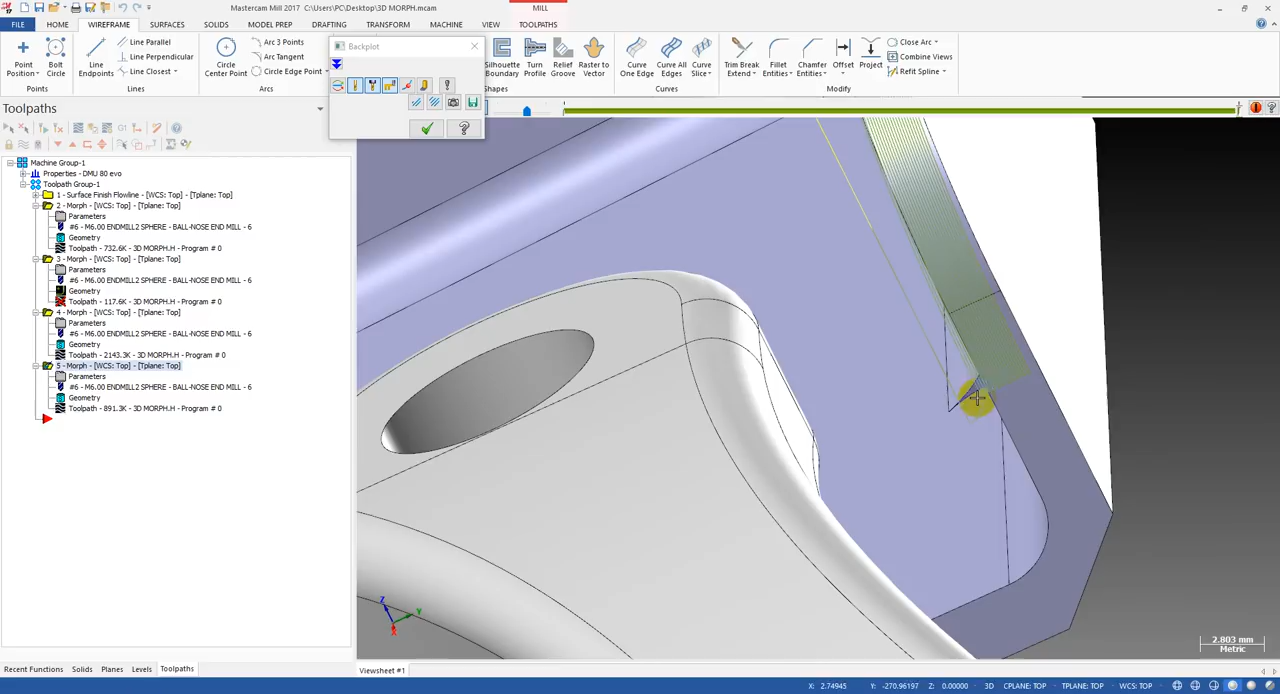 Mastercam Mill 2017 C:\Users\PC\Desktop\3D MORPH.mcam
MILL
FILE HOME WIREFRAME SURFACES SOLIDS MODEL PREP DRAFTING TRANSFORM MACHINE VIEW TOOLPATHS
Point Position
Bolt Circle
Points
Line Endpoints
Line Parallel
Line Perpendicular
Line Closest
Lines
Circle Center Point
Arc 3 Points
Arc Tangent
Circle Edge Point
Arcs
Backplot
Silhouette Boundary
Turn Profile
Relief Groove
Raster to Vector
Shapes
Curve One Edge
Curve All Edges
Curve Slice
Curves
Trim Break Extend
Fillet Entities
Chamfer Entities
Offset
Project
Close Arc
Combine Views
Refit Spline
Modify
Toolpaths
G1
Machine Group-1
Properties - DMU 80 evo
Toolpath Group-1
1 - Surface Finish Flowline - [WCS: Top] - [Tplane: Top]
2 - Morph - [WCS: Top] - [Tplane: Top]
Parameters
#6 - M6.00 ENDMILL2 SPHERE - BALL-NOSE END MILL - 6
Geometry
Toolpath - 732.6K - 3D MORPH.H - Program # 0
3 - Morph - [WCS: Top] - [Tplane: Top]
Parameters
#6 - M6.00 ENDMILL2 SPHERE - BALL-NOSE END MILL - 6
Geometry
Toolpath - 117.6K - 3D MORPH.H - Program # 0
4 - Morph - [WCS: Top] - [Tplane: Top]
Parameters
#6 - M6.00 ENDMILL2 SPHERE - BALL-NOSE END MILL - 6
Geometry
Toolpath - 2143.3K - 3D MORPH.H - Program # 0
5 - Morph - [WCS: Top] - [Tplane: Top]
Parameters
#6 - M6.00 ENDMILL2 SPHERE - BALL-NOSE END MILL - 6
Geometry
Toolpath - 891.3K - 3D MORPH.H - Program # 0
Z
Y
X
2.803 mm
Metric
Recent Functions Solids Planes Levels Toolpaths
Viewsheet #1
X: 2.74945 Y: -270.96197 Z: 0.00000 3D CPLANE: TOP TPLANE: TOP WCS: TOP